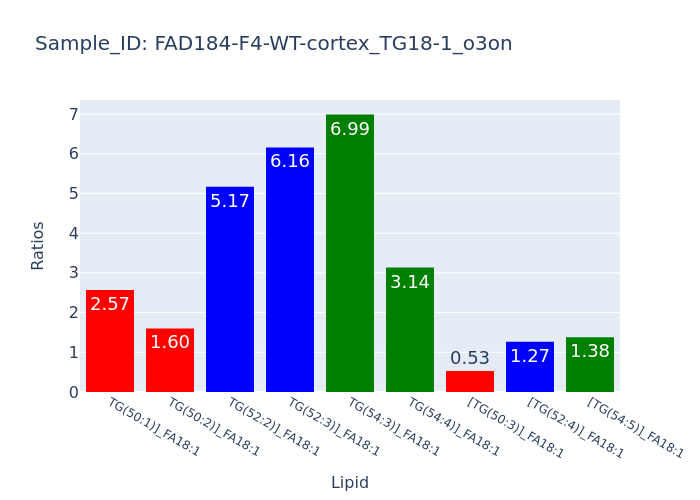 Sample_ID: FAD184-F4-WT-cortex_TG18-1_o3on
Ratios
7
6
5
4
3
2
1
0
2.57
1.60
5.17
6.16
6.99
3.14
0.53
1.27
1.38
TG(50:1)]_FA18:1
TG(50:2)]_FA18:1
TG(52:2)]_FA18:1
TG(52:3)]_FA18:1
TG(54:3)]_FA18:1
TG(54:4)]_FA18:1
[TG(50:3)]_FA18:1
[TG(52:4)]_FA18:1
[TG(54:5)]_FA18:1
Lipid